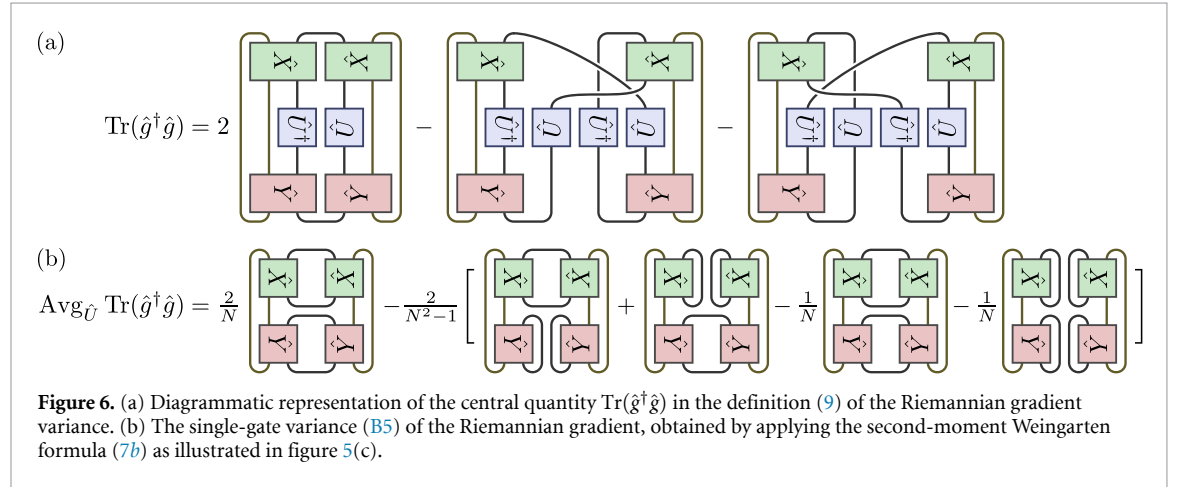 (a)
X̂ X̂ X̂ X̂ X̂ X̂
Tr(ĝ†ĝ) = 2 Û† Û − Û† Û Û† Û − Û† Û Û† Û
Ŷ Ŷ Ŷ Ŷ Ŷ Ŷ
(b)
X̂ X̂ X̂ X̂ X̂ X̂ X̂ X̂
Avg_Û Tr(ĝ†ĝ) = 2/N − 2/(N²−1) [ + − 1/N − 1/N ]
Ŷ Ŷ Ŷ Ŷ Ŷ Ŷ Ŷ Ŷ
Figure 6. (a) Diagrammatic representation of the central quantity Tr(ĝ†ĝ) in the definition (9) of the Riemannian gradient
variance. (b) The single-gate variance (B5) of the Riemannian gradient, obtained by applying the second-moment Weingarten
formula (7b) as illustrated in figure 5(c).